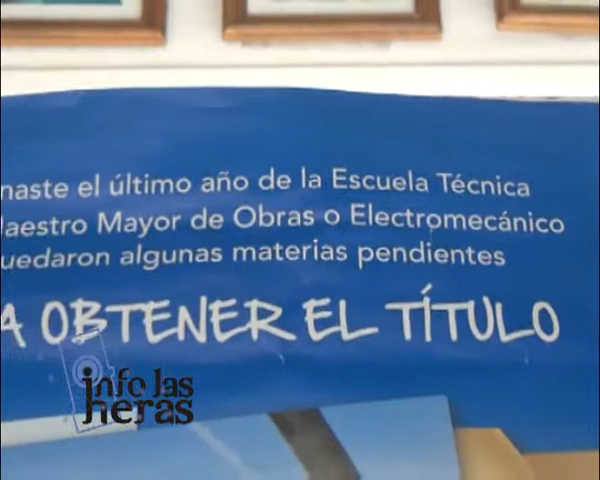 naste el último año de la Escuela Técnica
aestro Mayor de Obras o Electromecánico
uedaron algunas materias pendientes
A OBTENER EL TÍTULO
info las
heras